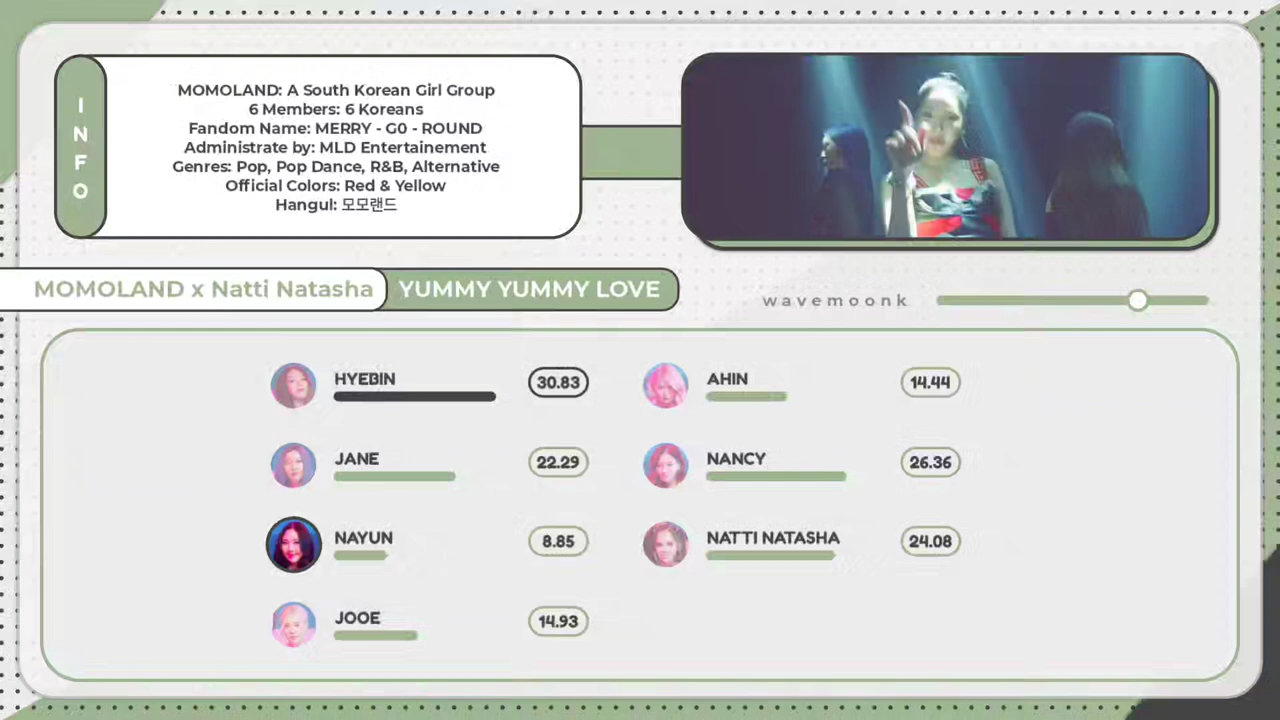 I
N
F
O
MOMOLAND: A South Korean Girl Group
6 Members: 6 Koreans
Fandom Name: MERRY - G0 - ROUND
Administrate by: MLD Entertainement
Genres: Pop, Pop Dance, R&B, Alternative
Official Colors: Red & Yellow
Hangul: 모모랜드
MOMOLAND x Natti Natasha
YUMMY YUMMY LOVE
wavemoonk
HYEBIN
30.83
AHIN
14.44
JANE
22.29
NANCY
26.36
NAYUN
8.85
NATTI NATASHA
24.08
JOOE
14.93